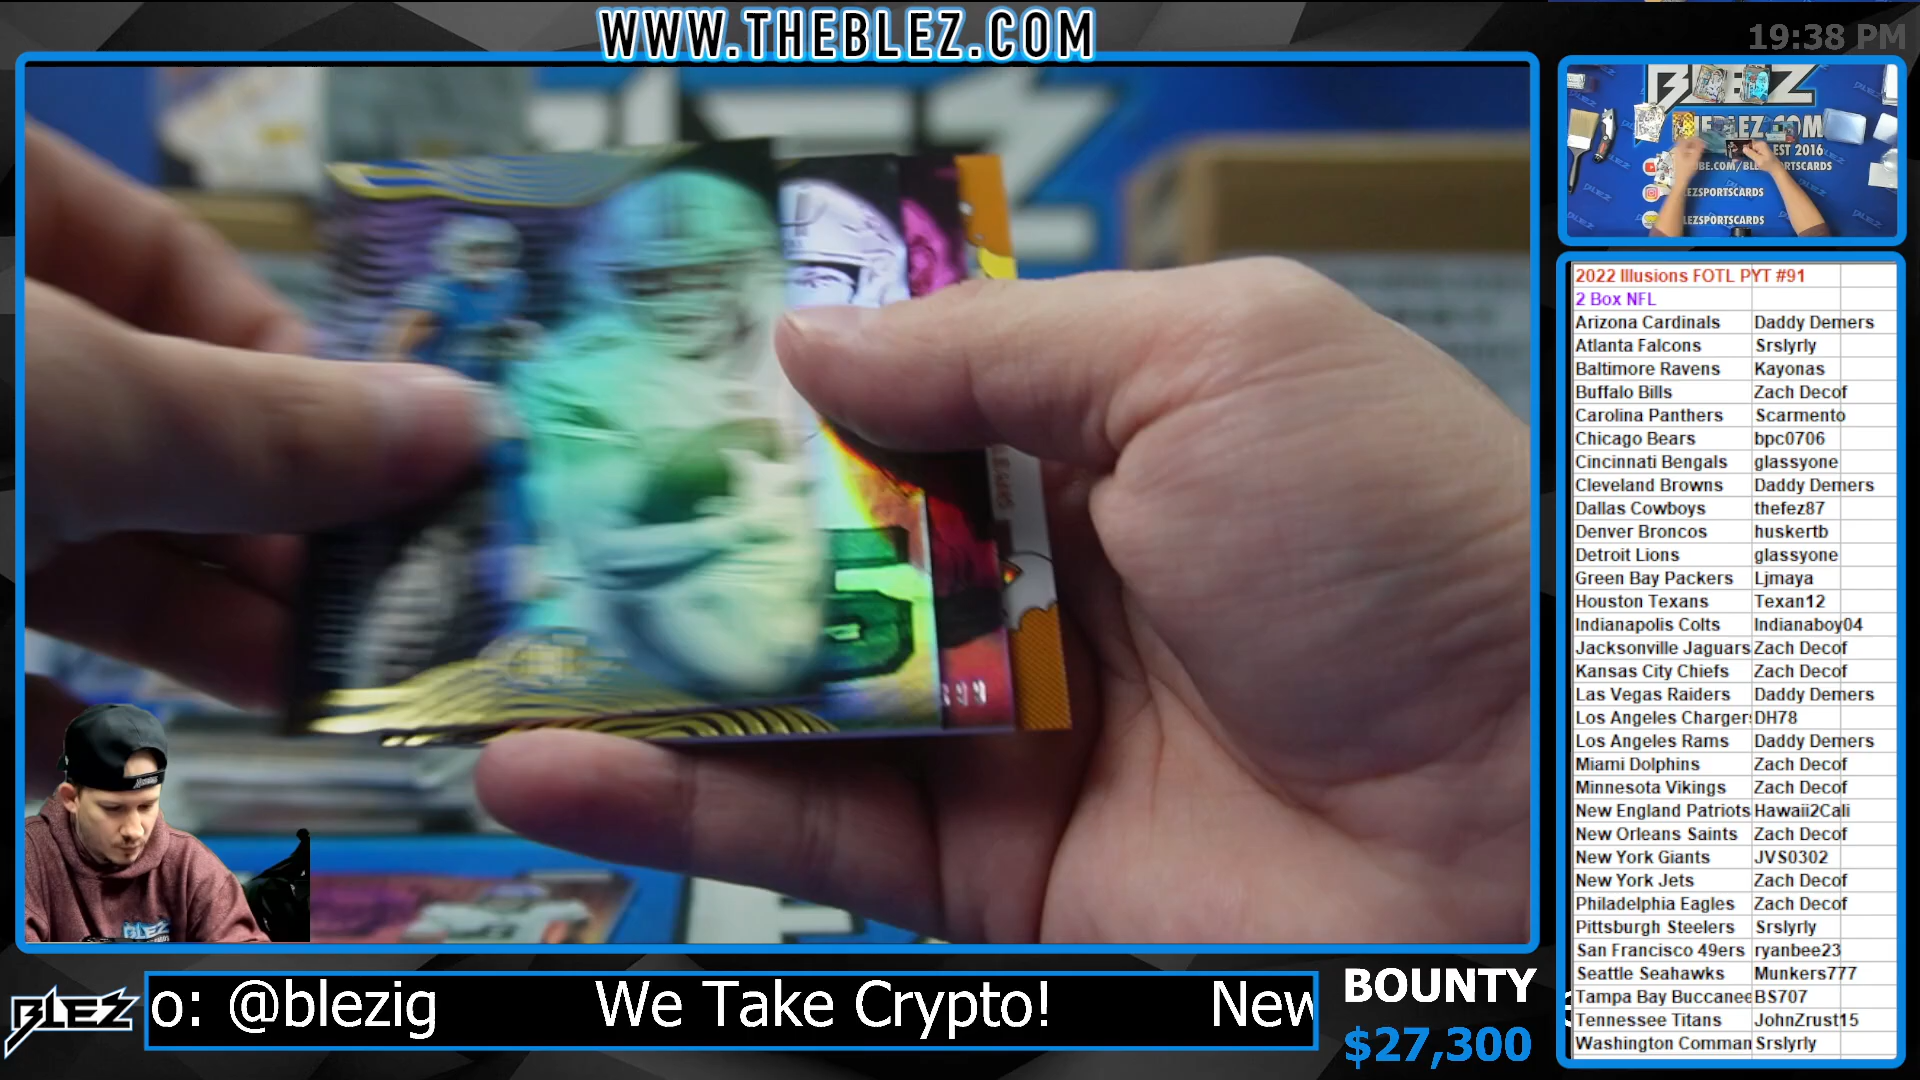 WWW.THEBLEZ.COM
19:38 PM
BLEZ
THEBLEZ.COM
EST 2016
2022 Illusions FOTL PYT #91
2 Box NFL
Arizona Cardinals Daddy Demers
Atlanta Falcons Srslyrly
Baltimore Ravens Kayonas
Buffalo Bills Zach Decof
Carolina Panthers Scarmento
Chicago Bears bpc0706
Cincinnati Bengals glassyone
Cleveland Browns Daddy Demers
Dallas Cowboys thefez87
Denver Broncos huskertb
Detroit Lions glassyone
Green Bay Packers Ljmaya
Houston Texans Texan12
Indianapolis Colts Indianaboy04
Jacksonville Jaguars Zach Decof
Kansas City Chiefs Zach Decof
Las Vegas Raiders Daddy Demers
Los Angeles Charger DH78
Los Angeles Rams Daddy Demers
Miami Dolphins Zach Decof
Minnesota Vikings Zach Decof
New England Patriots Hawaii2Cali
New Orleans Saints Zach Decof
New York Giants JVS0302
New York Jets Zach Decof
Philadelphia Eagles Zach Decof
Pittsburgh Steelers Srslyrly
San Francisco 49ers ryanbee23
Seattle Seahawks Munkers777
Tampa Bay Buccanee BS707
Tennessee Titans JohnZrust15
Washington Comman Srslyrly
BLEZ
BLEZ
o: @blezig We Take Crypto! New
BOUNTY
$27,300